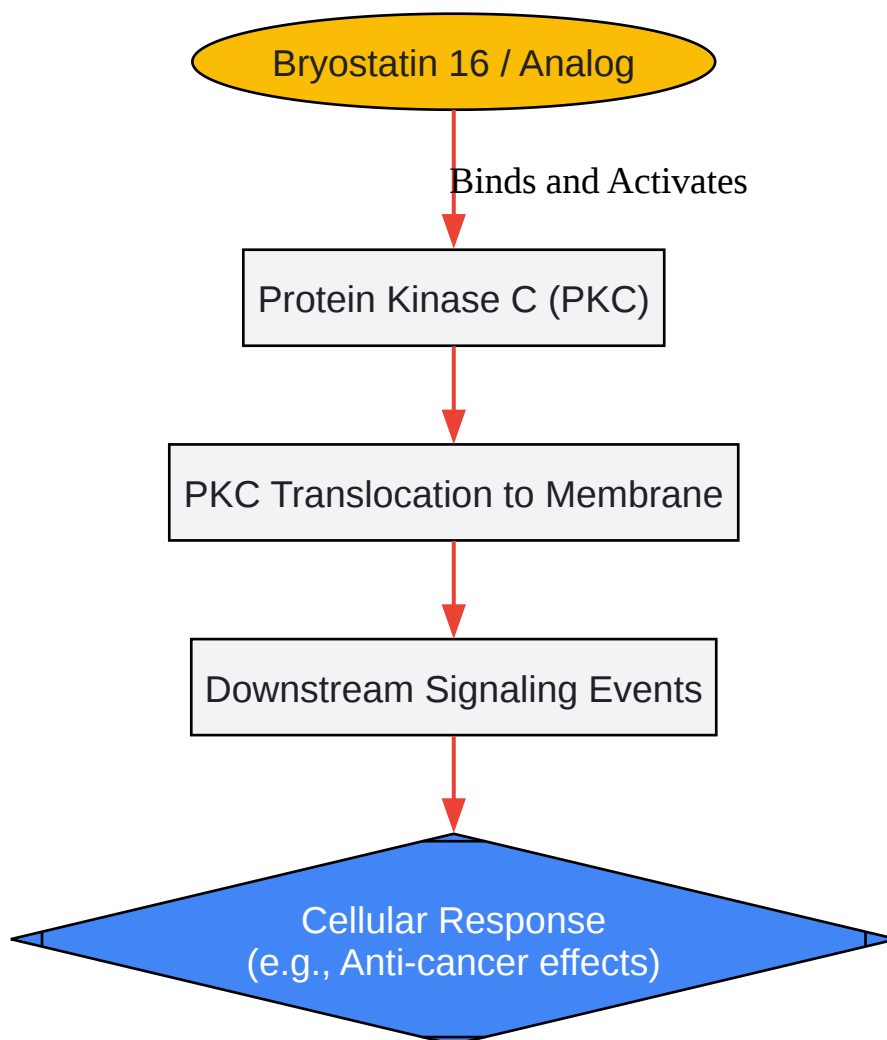 Bryostatin 16 / Analog
Binds and Activates
Protein Kinase C (PKC)
PKC Translocation to Membrane
Downstream Signaling Events
Cellular Response
(e.g., Anti-cancer effects)